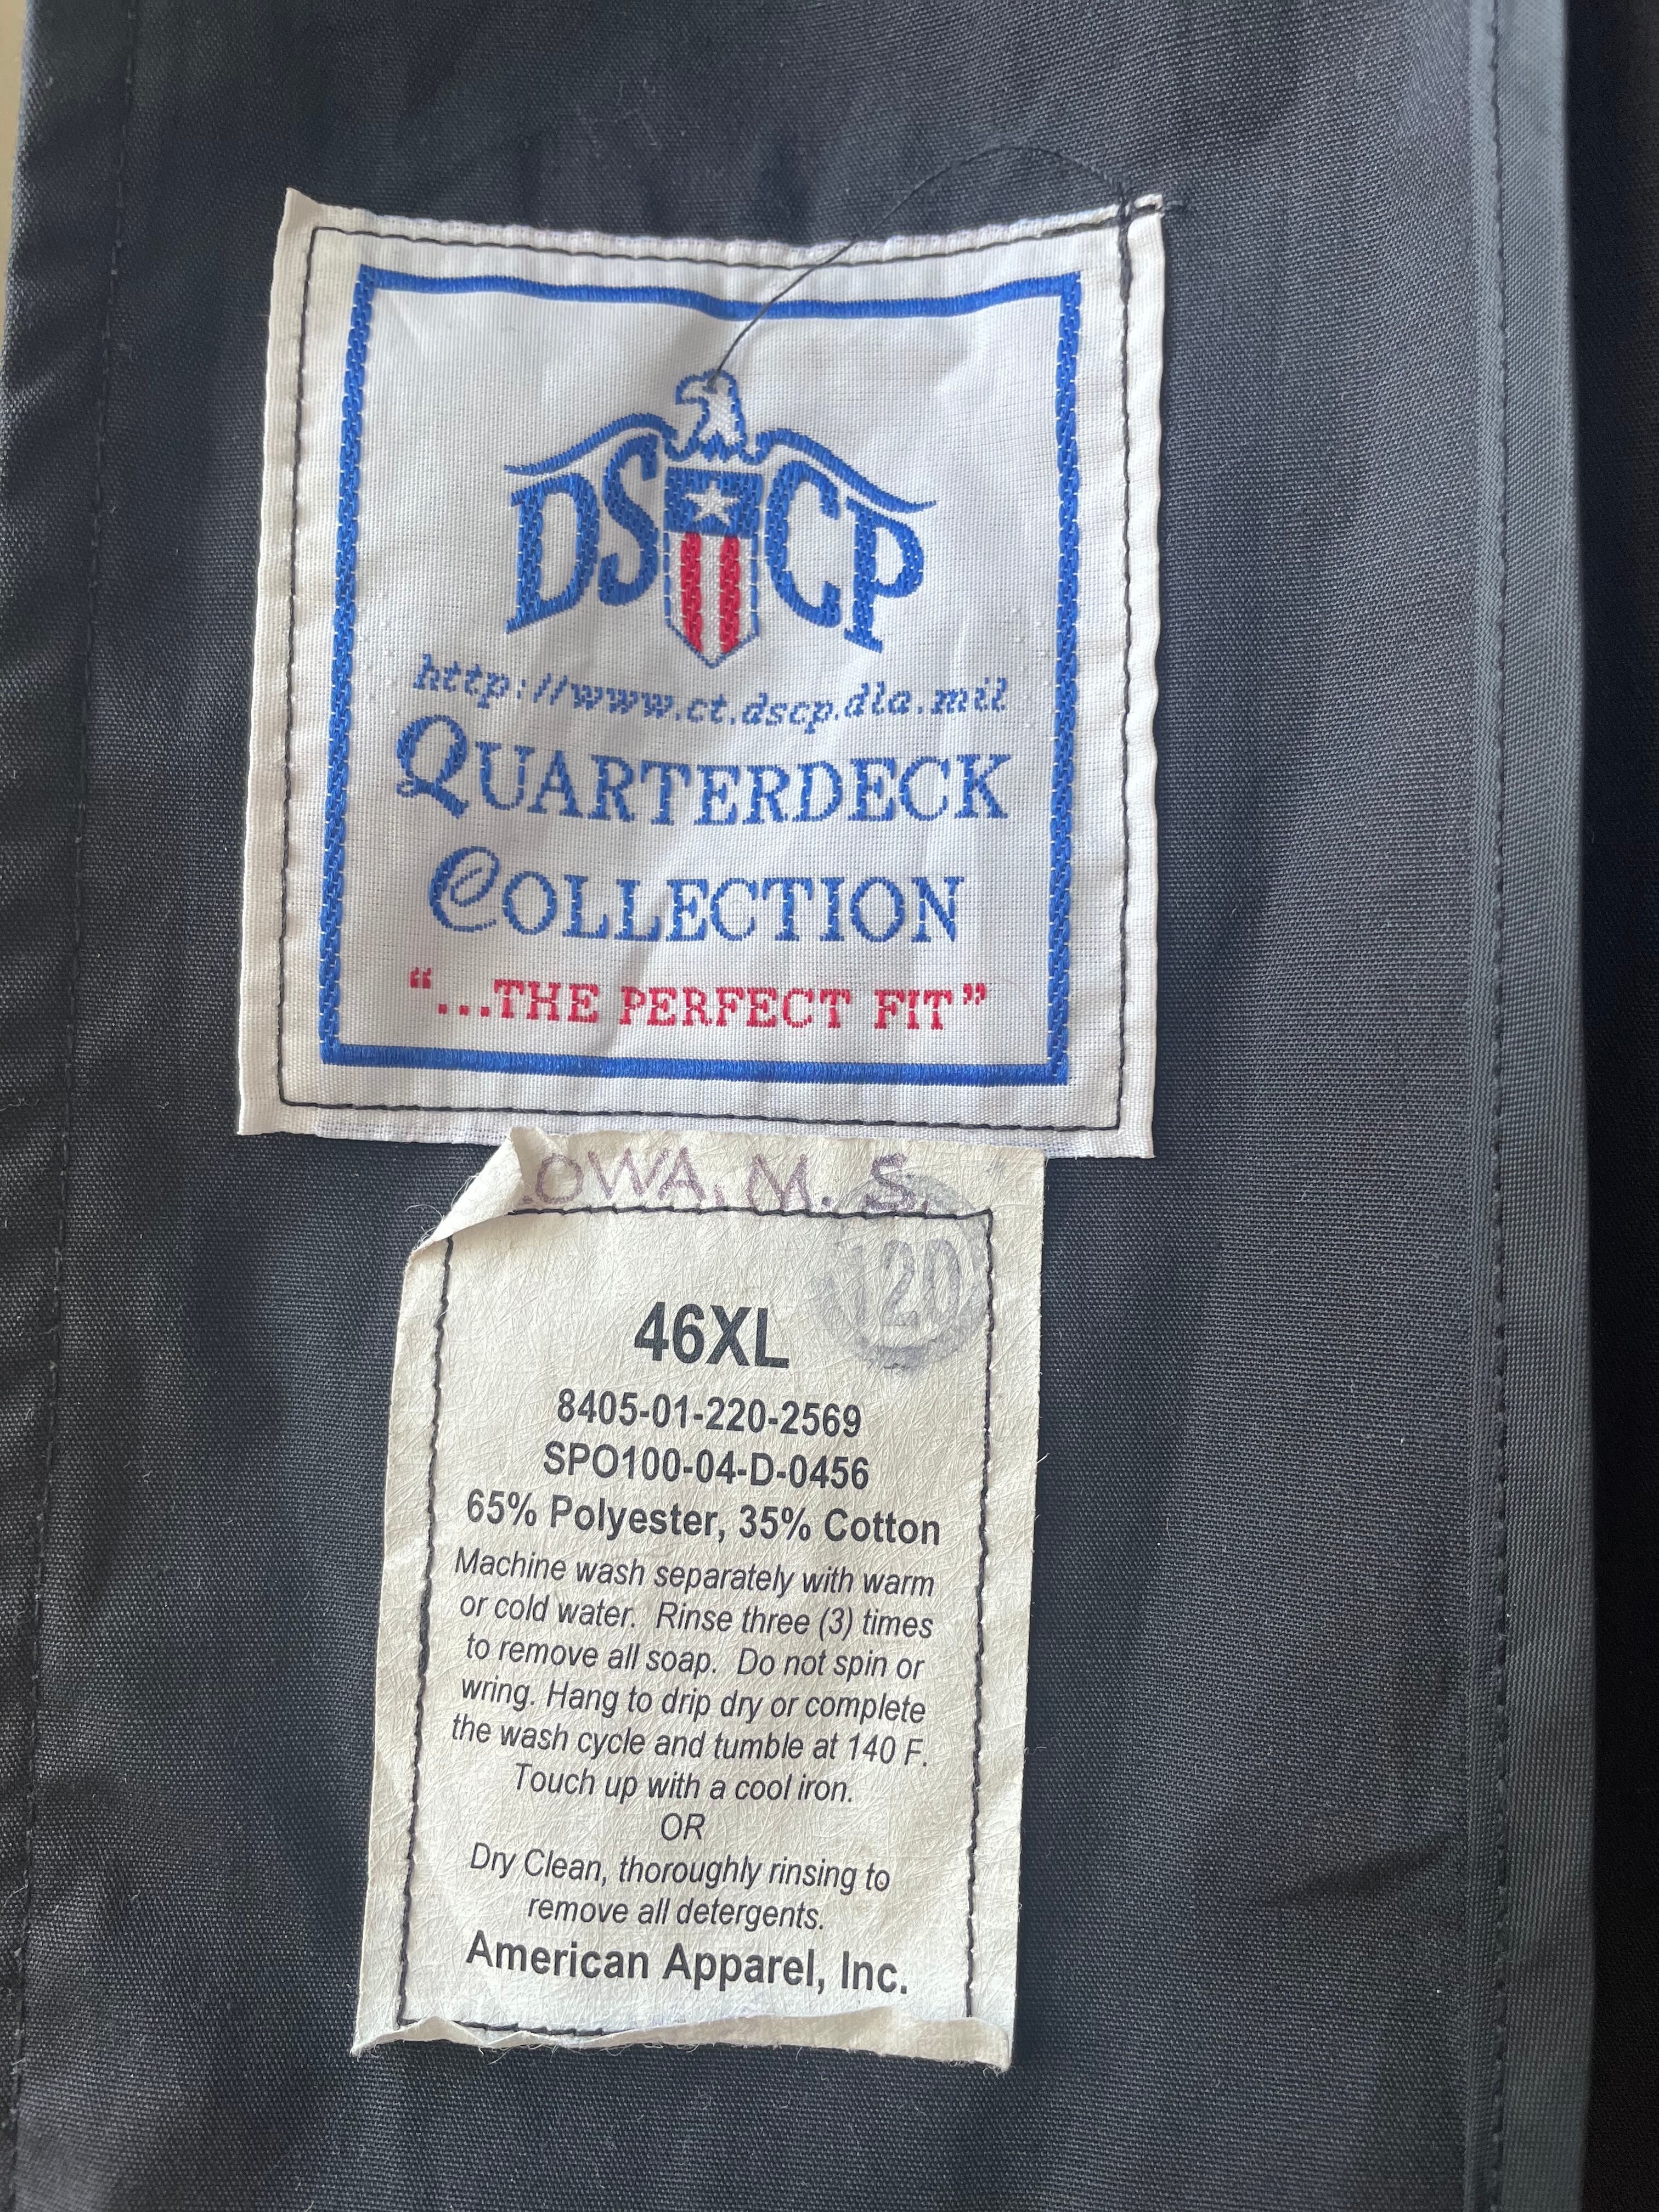 DSCP
http://www.ct.dscp.dla.mil
QUARTERDECK
COLLECTION
“...THE PERFECT FIT”
OWA, M. S.
120
46XL
8405-01-220-2569
SPO100-04-D-0456
65% Polyester, 35% Cotton
Machine wash separately with warm
or cold water. Rinse three (3) times
to remove all soap. Do not spin or
wring. Hang to drip dry or complete
the wash cycle and tumble at 140 F.
Touch up with a cool iron.
OR
Dry Clean, thoroughly rinsing to
remove all detergents.
American Apparel, Inc.